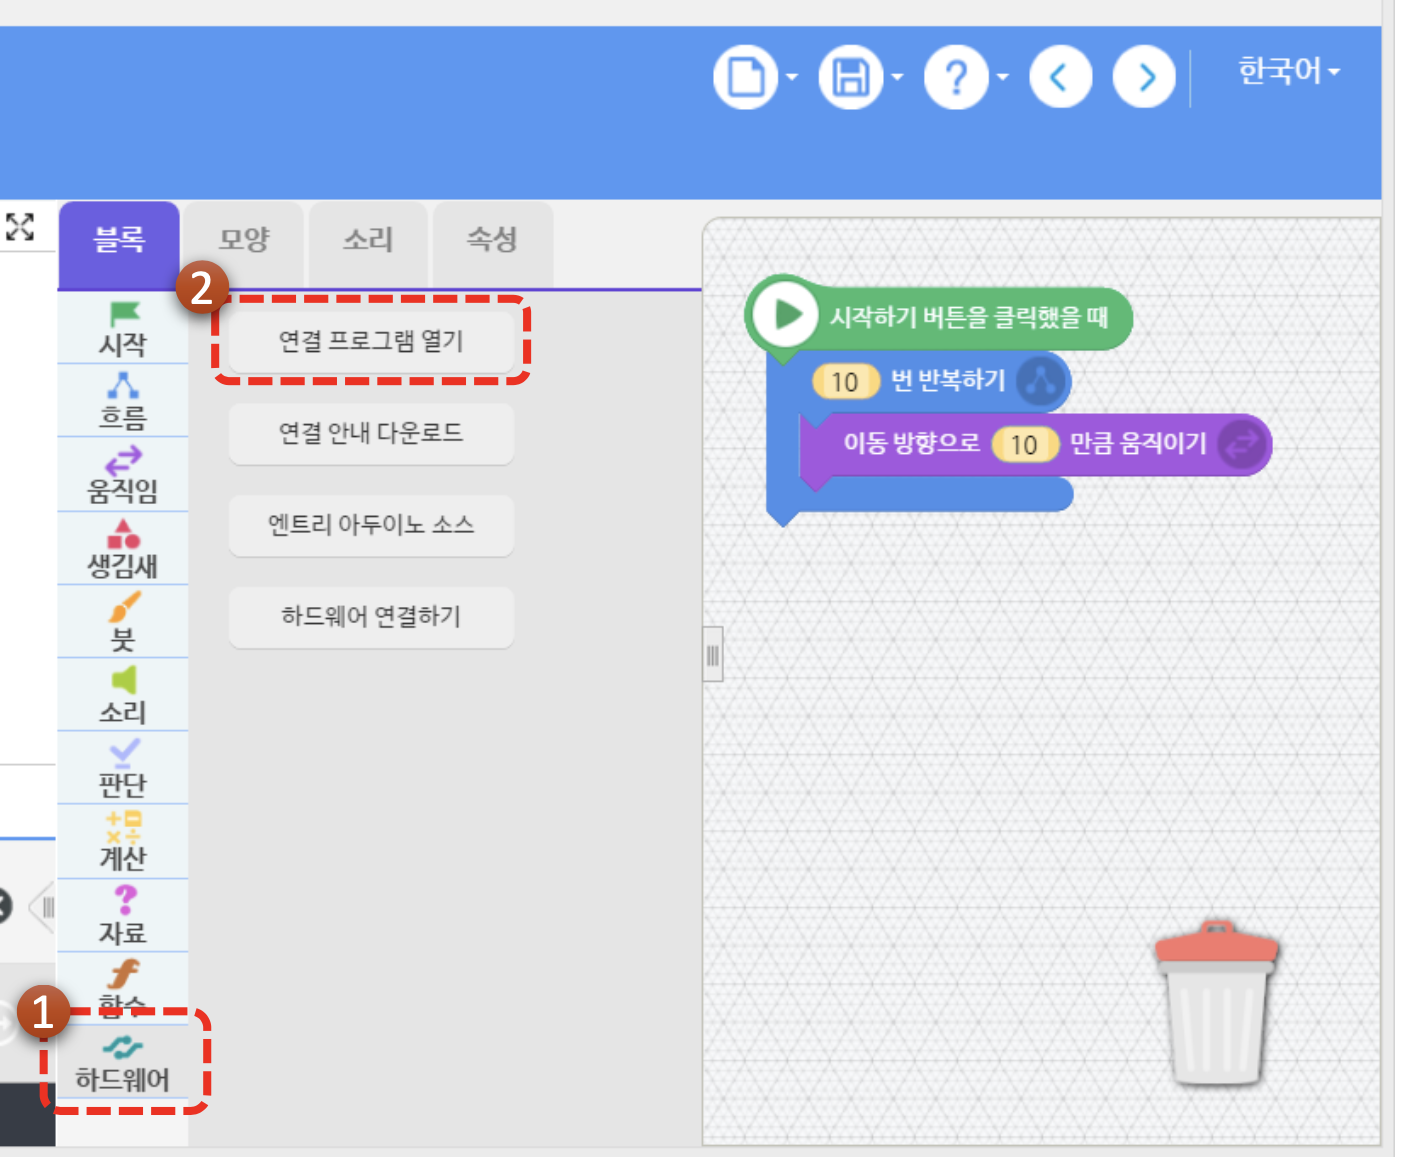 한국어
블록
모양
소리
속성
2
시작
흐름
움직임
생김새
붓
소리
판단
계산
자료
함수
1
하드웨어
연결 프로그램 열기
연결 안내 다운로드
엔트리 아두이노 소스
하드웨어 연결하기
시작하기 버튼을 클릭했을 때
10 번 반복하기
이동 방향으로 10 만큼 움직이기